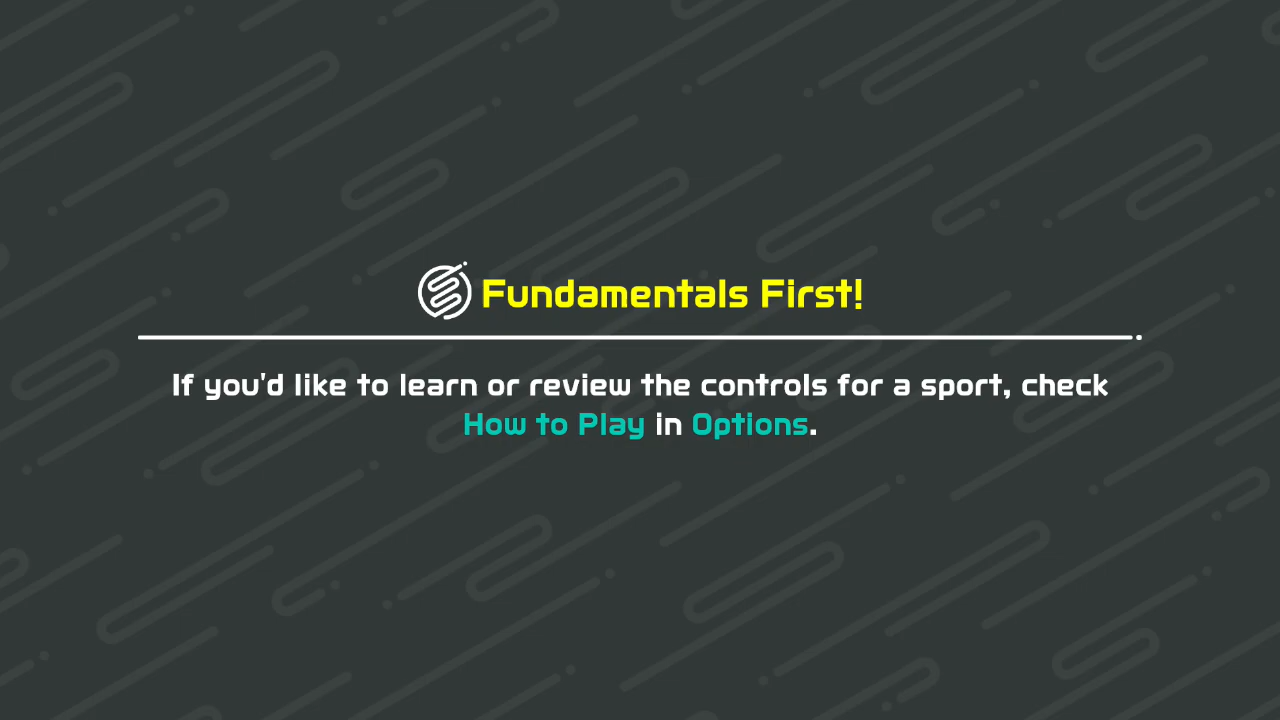 Fundamentals First!
If you'd like to learn or review the controls for a sport, check
How to Play in Options.